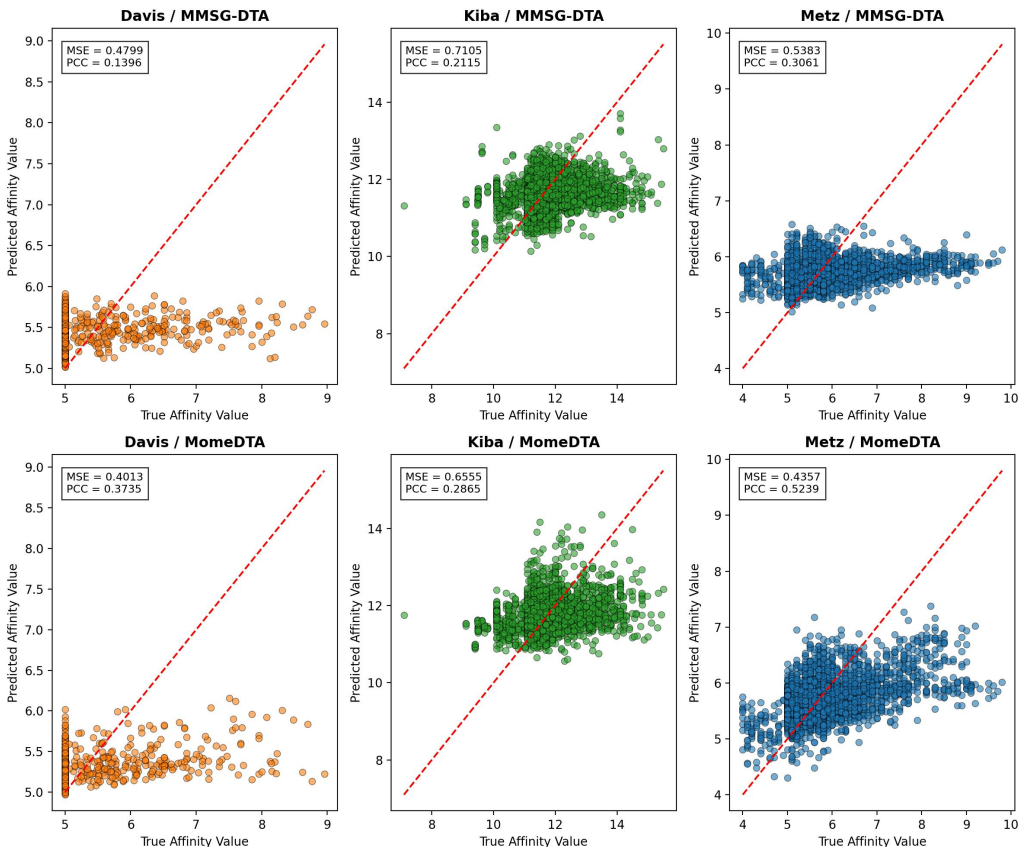 Davis / MMSG-DTA
MSE = 0.4799
PCC = 0.1396
Predicted Affinity Value
9.0
8.5
8.0
7.5
7.0
6.5
6.0
5.5
5.0
5 6 7 8 9
True Affinity Value
Kiba / MMSG-DTA
MSE = 0.7105
PCC = 0.2115
Predicted Affinity Value
14
12
10
8
8 10 12 14
True Affinity Value
Metz / MMSG-DTA
MSE = 0.5383
PCC = 0.3061
Predicted Affinity Value
10
9
8
7
6
5
4
4 5 6 7 8 9 10
True Affinity Value
Davis / MomeDTA
MSE = 0.4013
PCC = 0.3735
Predicted Affinity Value
9.0
8.5
8.0
7.5
7.0
6.5
6.0
5.5
5.0
5 6 7 8 9
True Affinity Value
Kiba / MomeDTA
MSE = 0.6555
PCC = 0.2865
Predicted Affinity Value
14
12
10
8
8 10 12 14
True Affinity Value
Metz / MomeDTA
MSE = 0.4357
PCC = 0.5239
Predicted Affinity Value
10
9
8
7
6
5
4
4 5 6 7 8 9 10
True Affinity Value